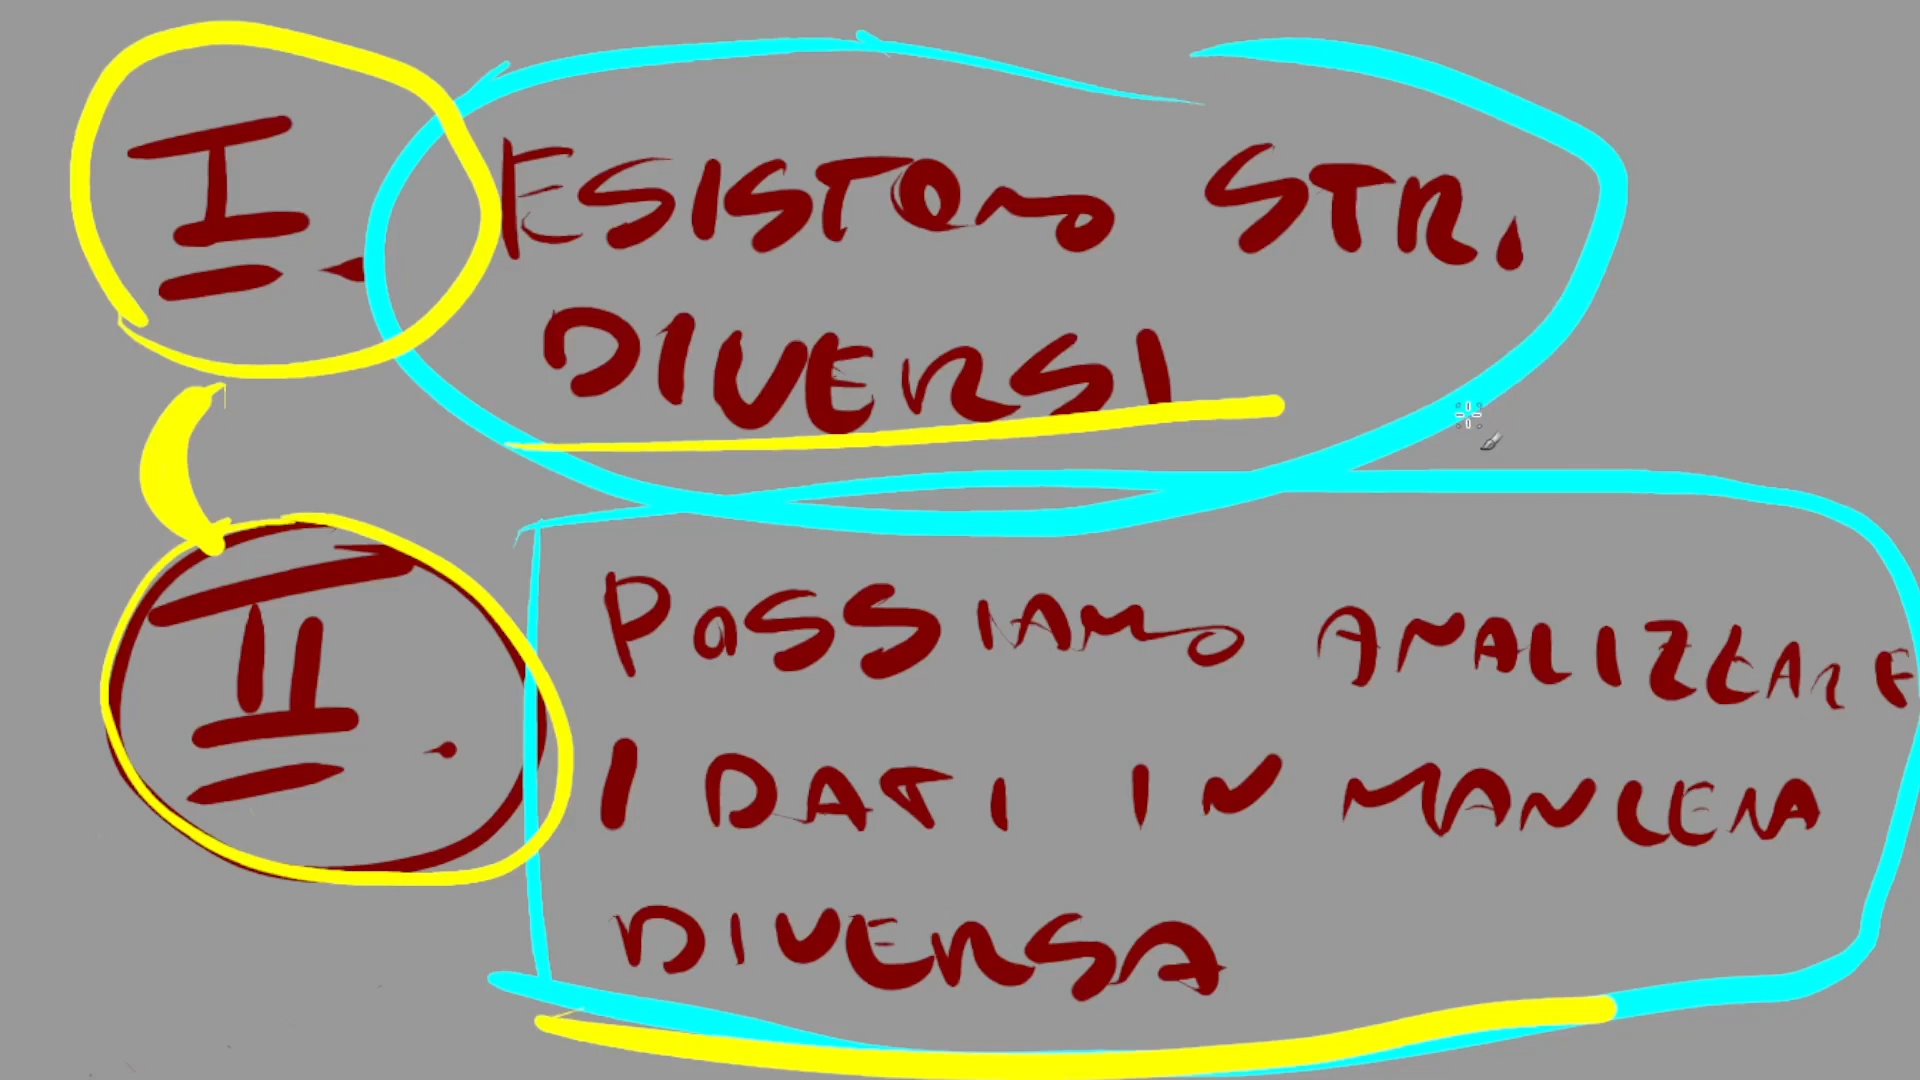 I. ESISTONO STR.
DIVERSI
II. POSSIAMO ANALIZZARE
I DATI IN MANIERA
DIVERSA